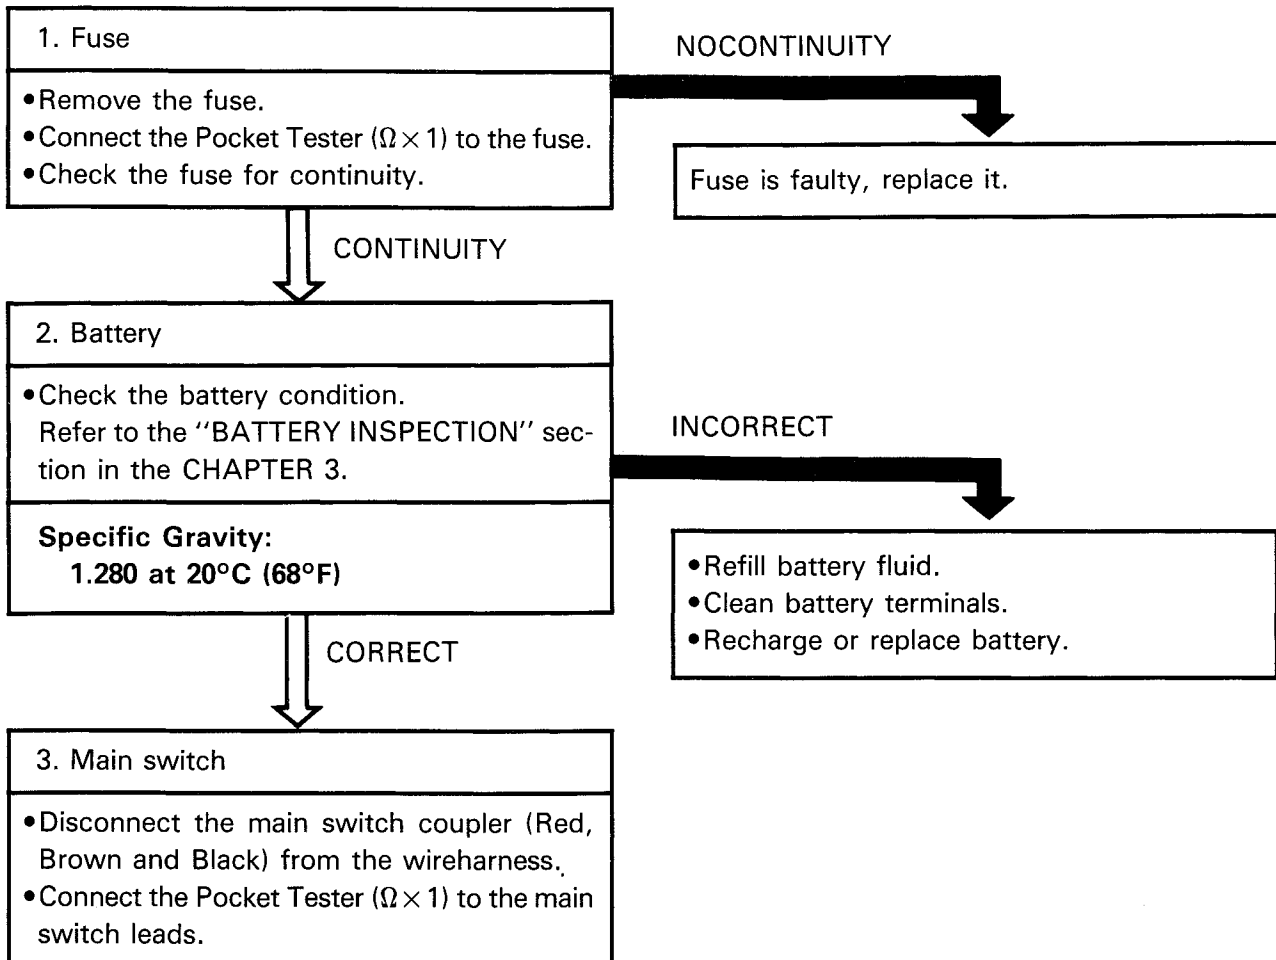 1. Fuse
•Remove the fuse.
•Connect the Pocket Tester (Ω × 1) to the fuse.
•Check the fuse for continuity.
NOCONTINUITY
Fuse is faulty, replace it.
CONTINUITY
2. Battery
•Check the battery condition.
Refer to the "BATTERY INSPECTION" sec-
tion in the CHAPTER 3.
Specific Gravity:
1.280 at 20°C (68°F)
INCORRECT
•Refill battery fluid.
•Clean battery terminals.
•Recharge or replace battery.
CORRECT
3. Main switch
•Disconnect the main switch coupler (Red,
Brown and Black) from the wireharness.
•Connect the Pocket Tester (Ω × 1) to the main
switch leads.